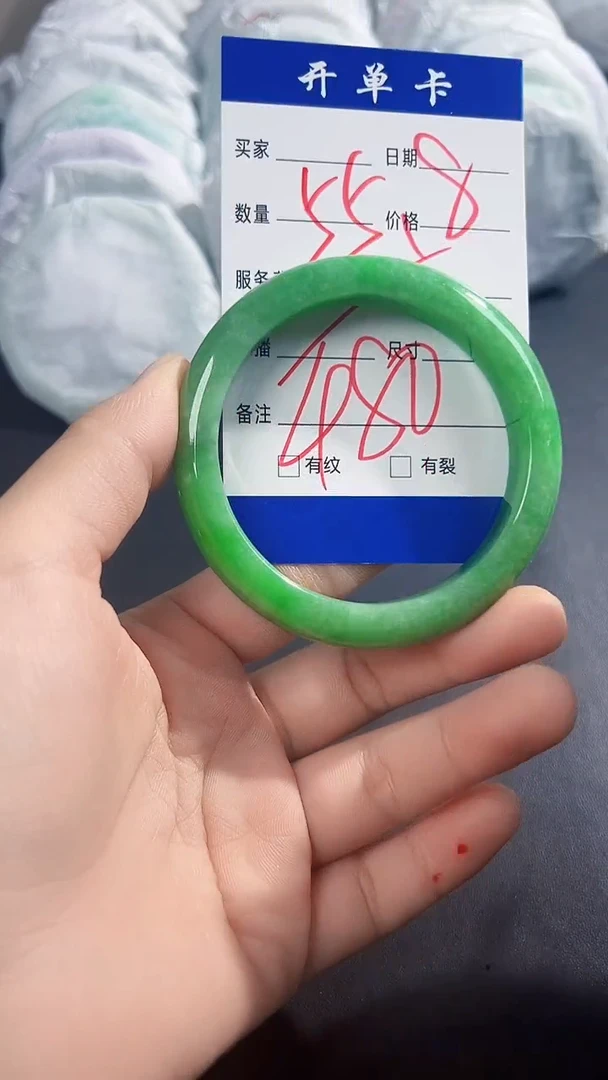 开单卡
买家 日期 8
数量 55 价格
服务
播 尺寸
480
备注
有纹 有裂